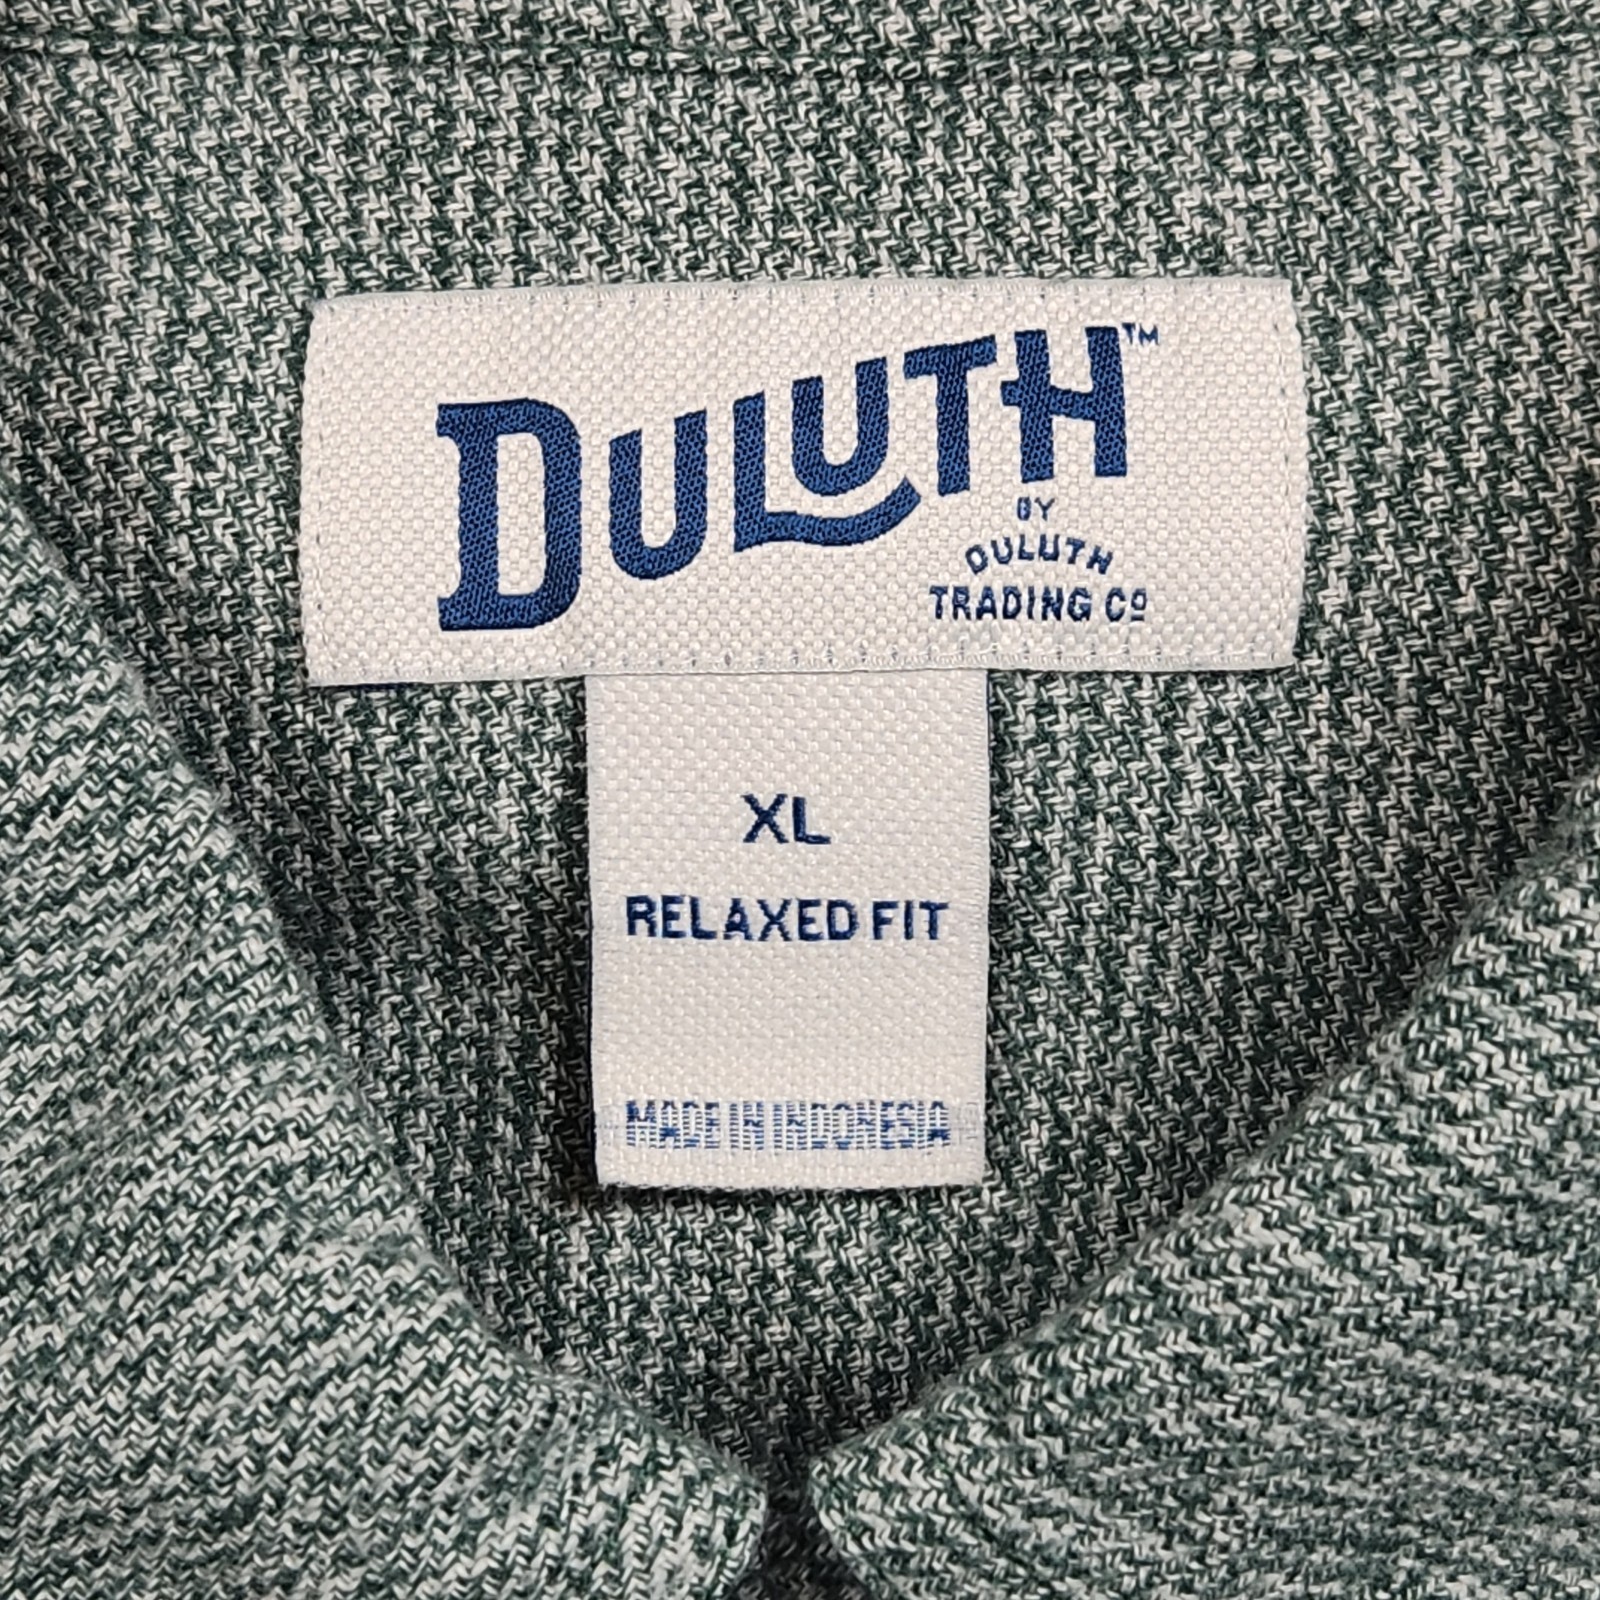 DULUTH™
BY
DULUTH
TRADING Cº
XL
RELAXED FIT
MADE IN INDONESIA